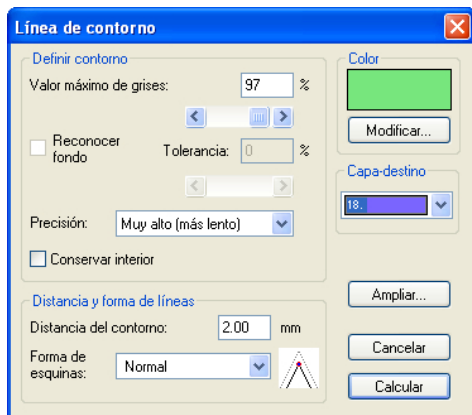 Línea de contorno
Definir contorno
Valor máximo de grises: 97 %
Reconocer fondo
Tolerancia: 0 %
Precisión: Muy alto (más lento)
Conservar interior
Distancia y forma de líneas
Distancia del contorno: 2.00 mm
Forma de esquinas: Normal
Color
Modificar...
Capa-destino
18.
Ampliar...
Cancelar
Calcular